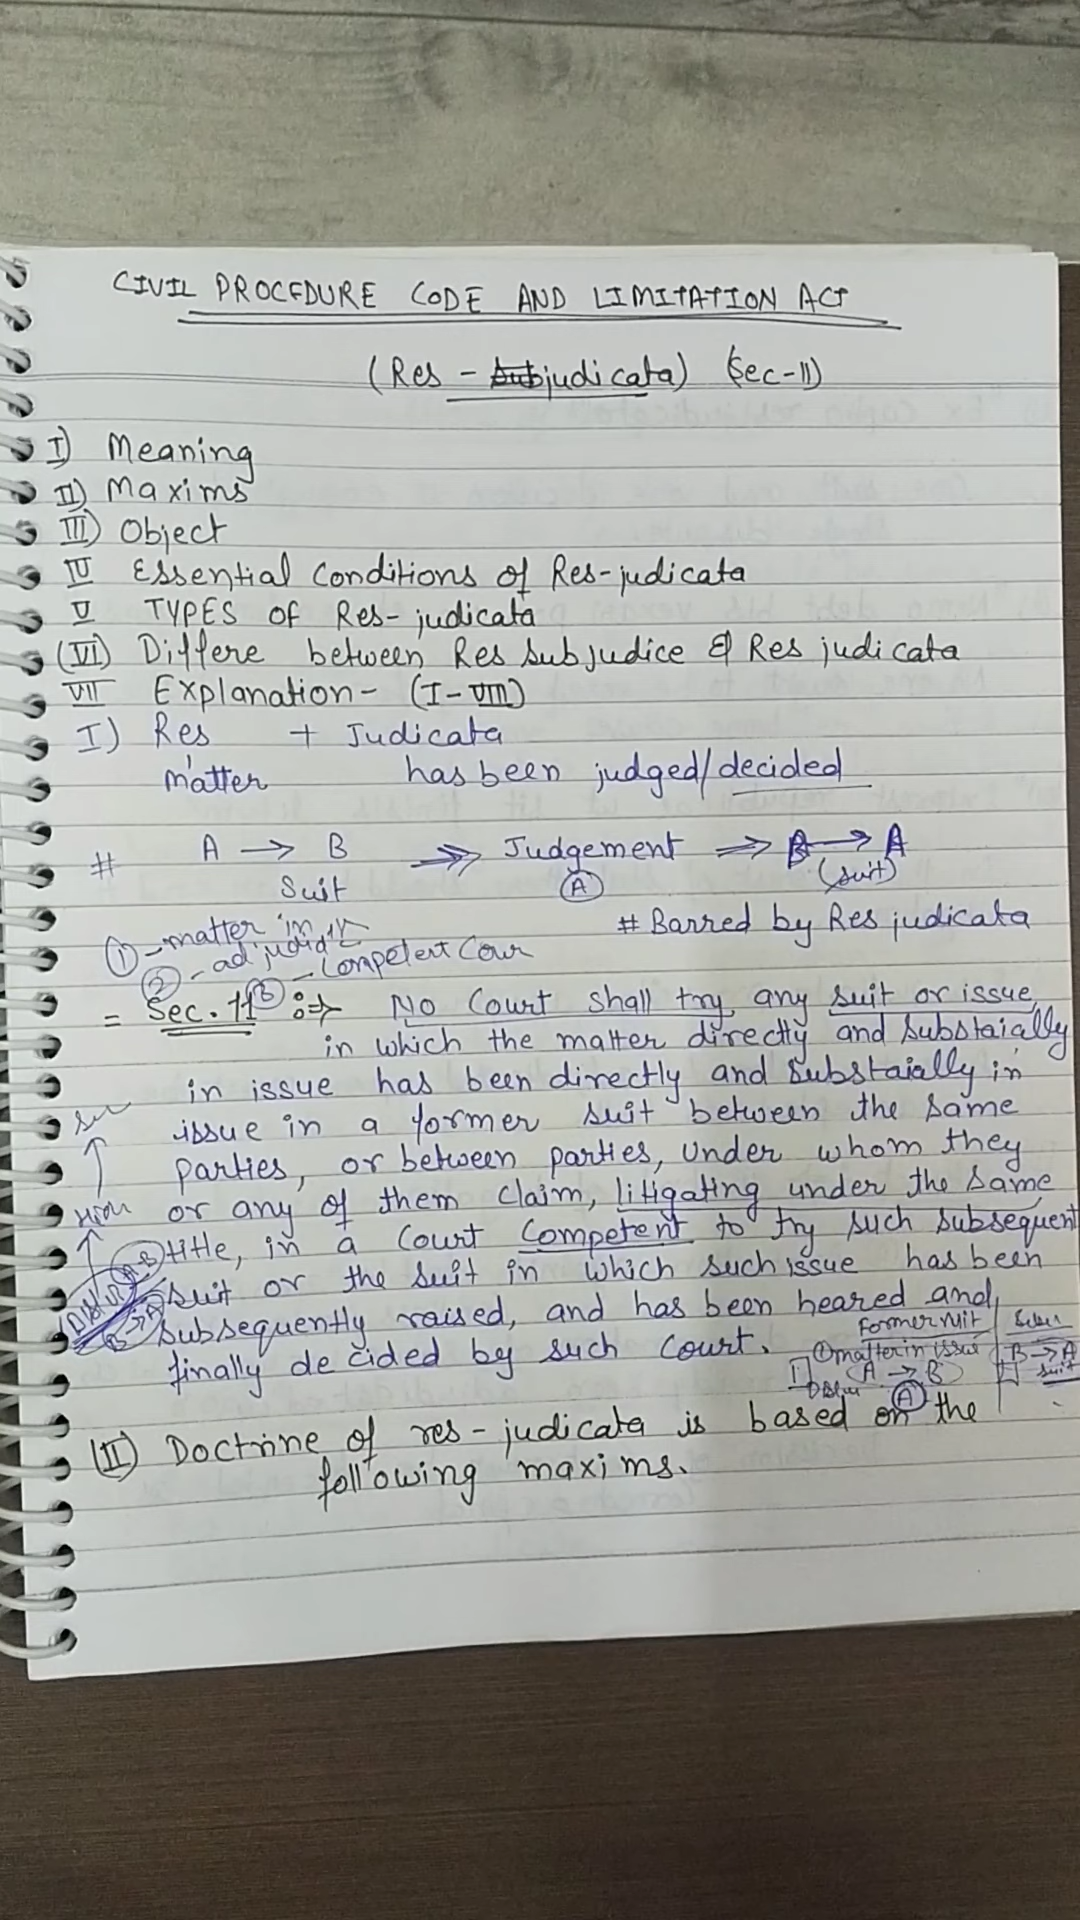 CIVIL PROCEDURE CODE AND LIMITATION ACT
(Res - judicata) (Sec-11)
I) Meaning
II) Maxims
III) Object
IV Essential Conditions of Res-judicata
V TYPES of Res-judicata
(VI) Differe between Res Subjudice & Res judicata
VII Explanation- (I-VIII)
I) Res + Judicata
matter has been judged/decided
# A → B ⇒ Judgement ⇒ B → A
Suit (A) (suit)
# Barred by Res judicata
① - matter in
② - adjudi
③ - Competent Cour
= Sec. 11 :⇒ No Court shall try any suit or issue
in which the matter directly and substaially
in issue has been directly and substaially in
issue in a former suit between the same
parties, or between parties, under whom they
or any of them claim, litigating under the same
title, in a Court Competent to try such subsequent
suit or the suit in which such issue has been
subsequently raised, and has been heared and
finally decided by such court.
Former
① matter in issue B → A
1 A → B suit
(A)
(II) Doctrine of res-judicata is based on the
following maxims.